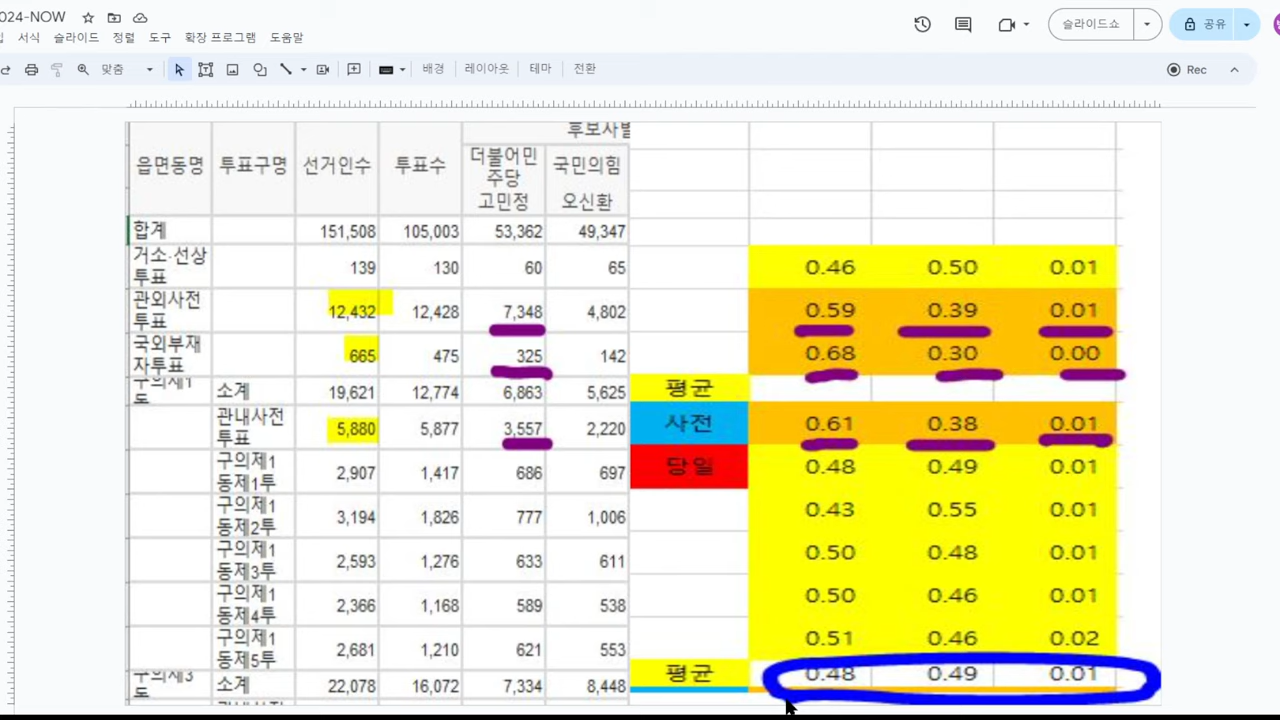 024-NOW
서식 슬라이드 정렬 도구 확장 프로그램 도움말
슬라이드쇼
공유
맞춤
배경 레이아웃 테마 전환
Rec
읍면동명 투표구명 선거인수 투표수
더불어민
주당
고민정
국민의힘
오신환
합계 151,508 105,003 53,362 49,347
거소·선상
투표 139 130 60 65 0.46 0.50 0.01
관외사전
투표 12,432 12,428 7,348 4,802 0.59 0.39 0.01
국외부재
자투표 665 475 325 142 0.68 0.30 0.00
소계 19,621 12,774 6,863 5,625 평균
관내사전
투표 5,880 5,877 3,557 2,220 사전 0.61 0.38 0.01
구의제1
동제1투 2,907 1,417 686 697 당일 0.48 0.49 0.01
구의제1
동제2투 3,194 1,826 777 1,006 0.43 0.55 0.01
구의제1
동제3투 2,593 1,276 633 611 0.50 0.48 0.01
구의제1
동제4투 2,366 1,168 589 538 0.50 0.46 0.01
구의제1
동제5투 2,681 1,210 621 553 0.51 0.46 0.02
소계 22,078 16,072 7,334 8,448 평균 0.48 0.49 0.01